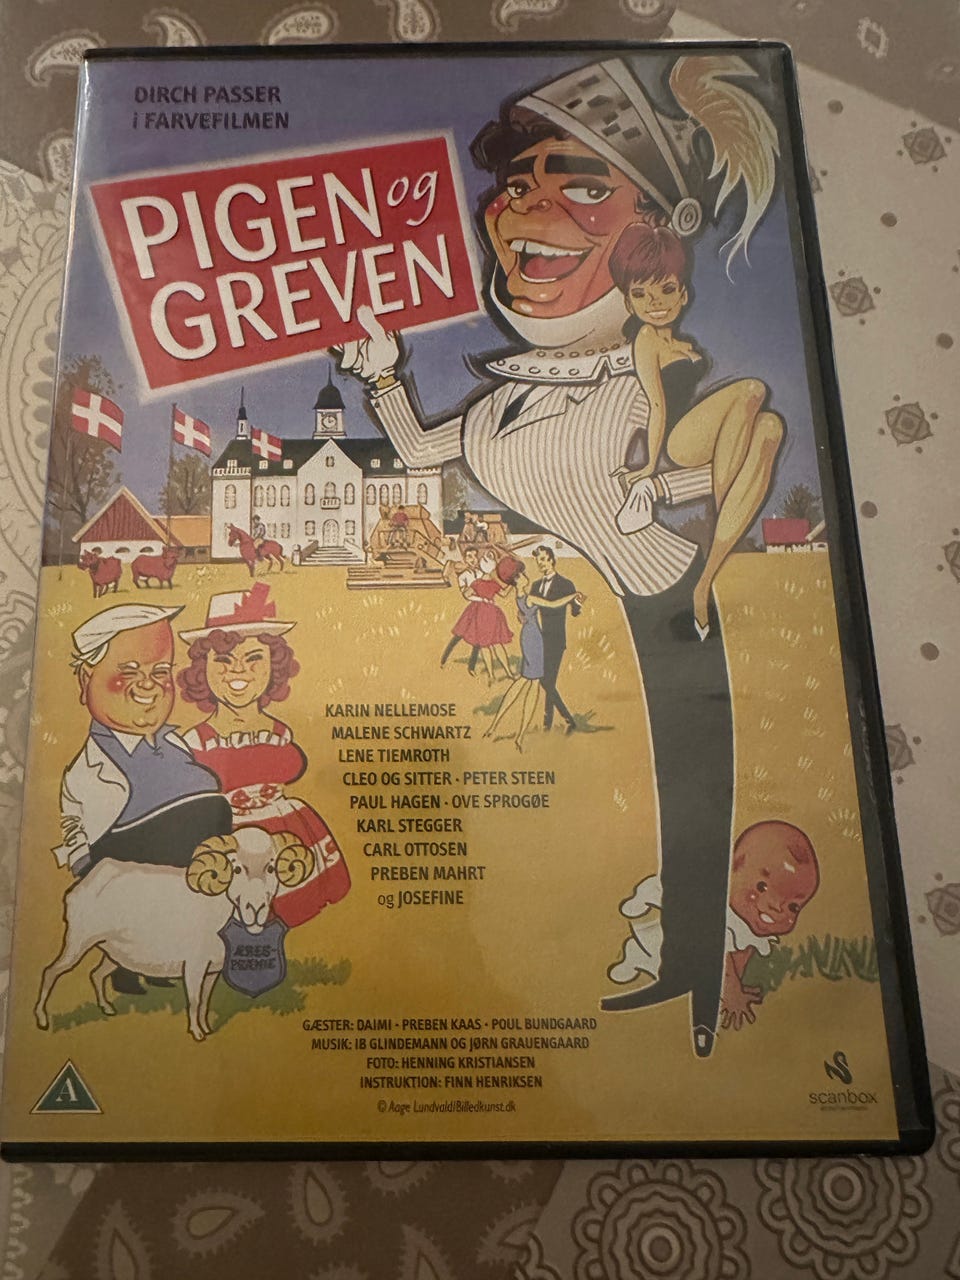 DIRCH PASSER
i FARVEFILMEN
PIGEN og
GREVEN
KARIN NELLEMOSE
MALENE SCHWARTZ
LENE TIEMROTH
CLEO OG SITTER · PETER STEEN
PAUL HAGEN · OVE SPROGØE
KARL STEGGER
CARL OTTOSEN
PREBEN MAHRT
og JOSEFINE
ÆRES-
PRÆMIE
GÆSTER: DAIMI · PREBEN KAAS · POUL BUNDGAARD
MUSIK: IB GLINDEMANN OG JØRN GRAUENGAARD
FOTO: HENNING KRISTIANSEN
INSTRUKTION: FINN HENRIKSEN
© Aage Lundvald/Billedkunst.dk
A
scanbox